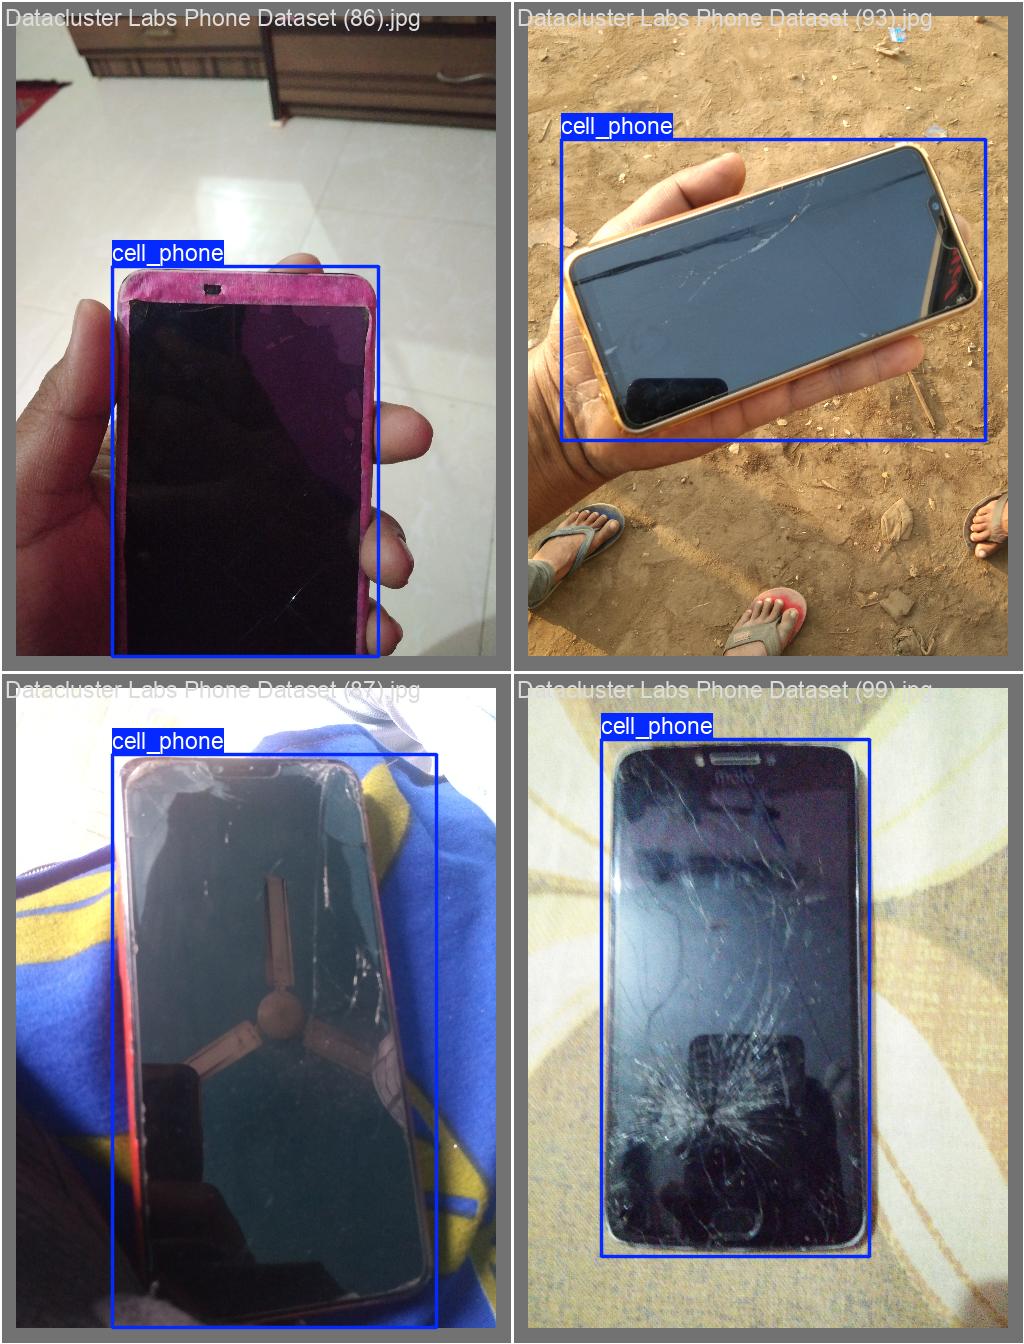 Datacluster Labs Phone Dataset (86).jpg
cell_phone
Datacluster Labs Phone Dataset (93).jpg
cell_phone
Datacluster Labs Phone Dataset (87).jpg
cell_phone
Datacluster Labs Phone Dataset (99).jpg
cell_phone
moto